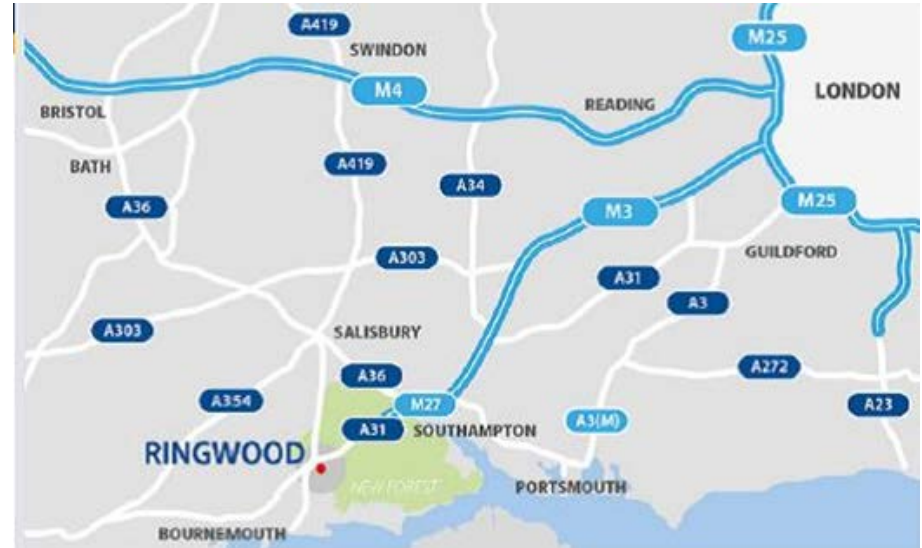 A419
SWINDON
M25
M4
READING
LONDON
BRISTOL
BATH
A419
A34
A36
M3
M25
GUILDFORD
A303
A31
A3
A303
SALISBURY
A36
A272
A354
M27
A23
A31
SOUTHAMPTON
A3(M)
RINGWOOD
NEW FOREST
PORTSMOUTH
BOURNEMOUTH